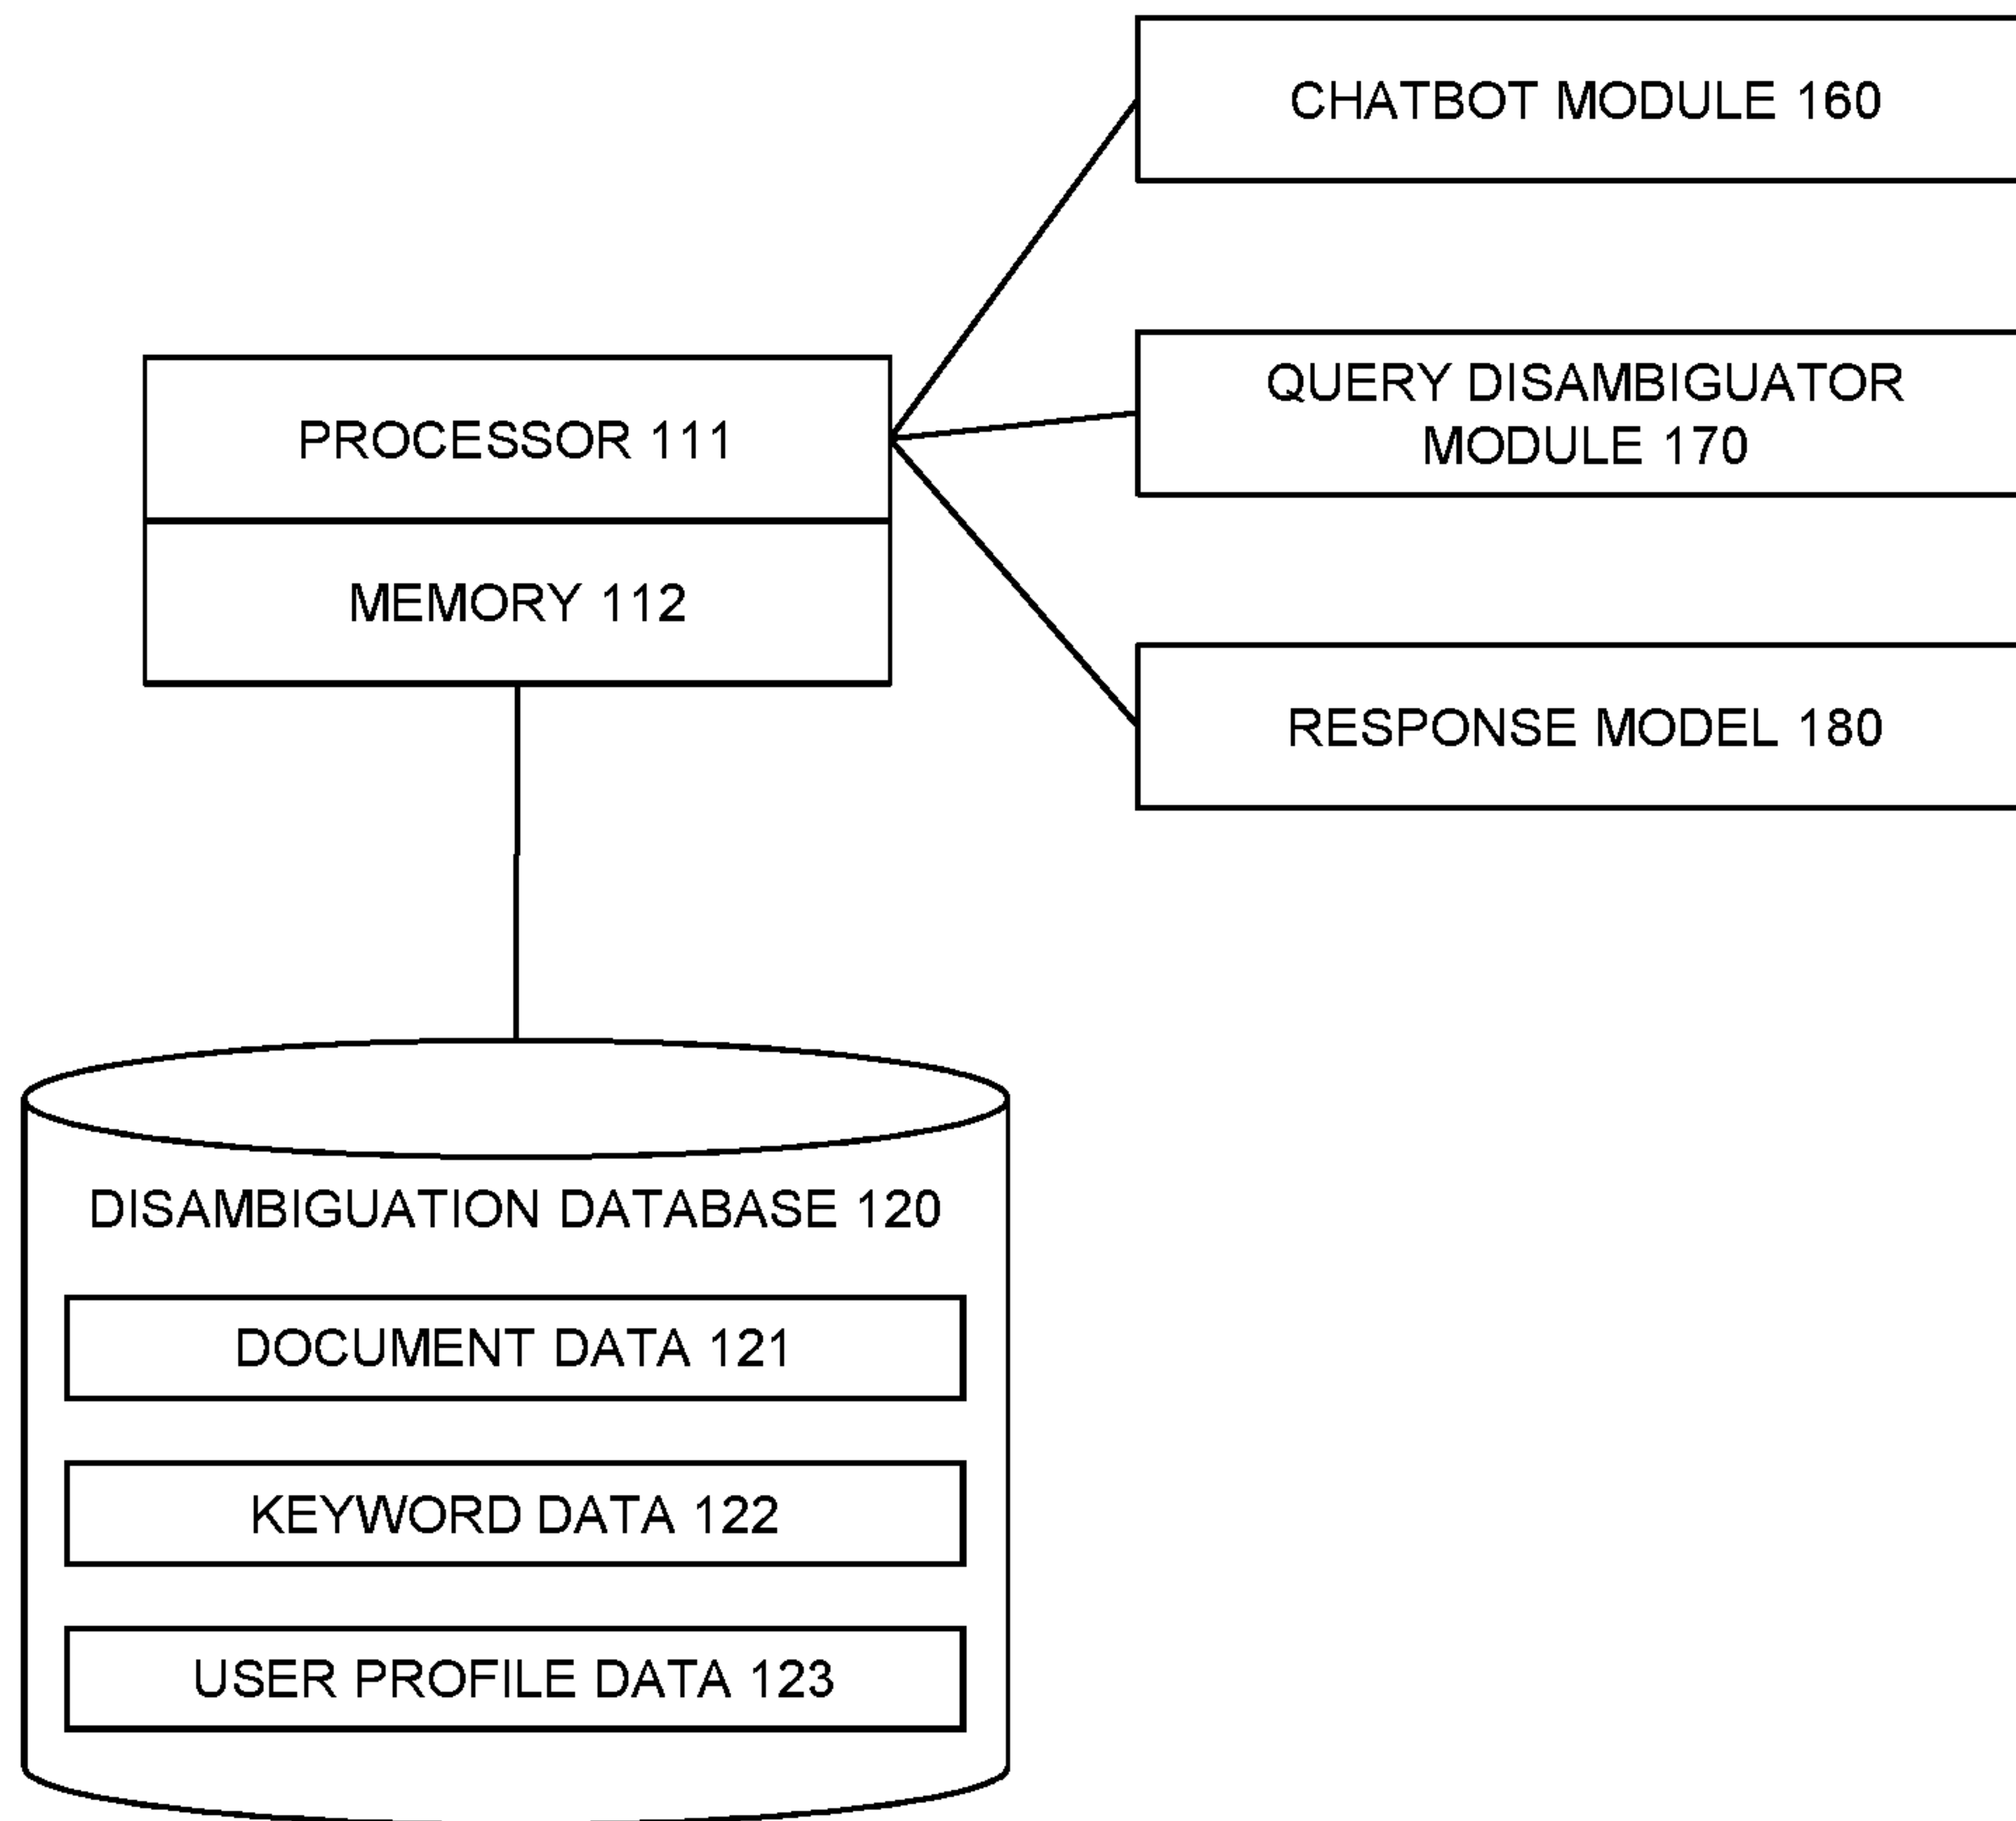 CHATBOT MODULE 160
QUERY DISAMBIGUATOR
MODULE 170
PROCESSOR 111
MEMORY 112
RESPONSE MODEL 180
DISAMBIGUATION DATABASE 120
DOCUMENT DATA 121
KEYWORD DATA 122
USER PROFILE DATA 123